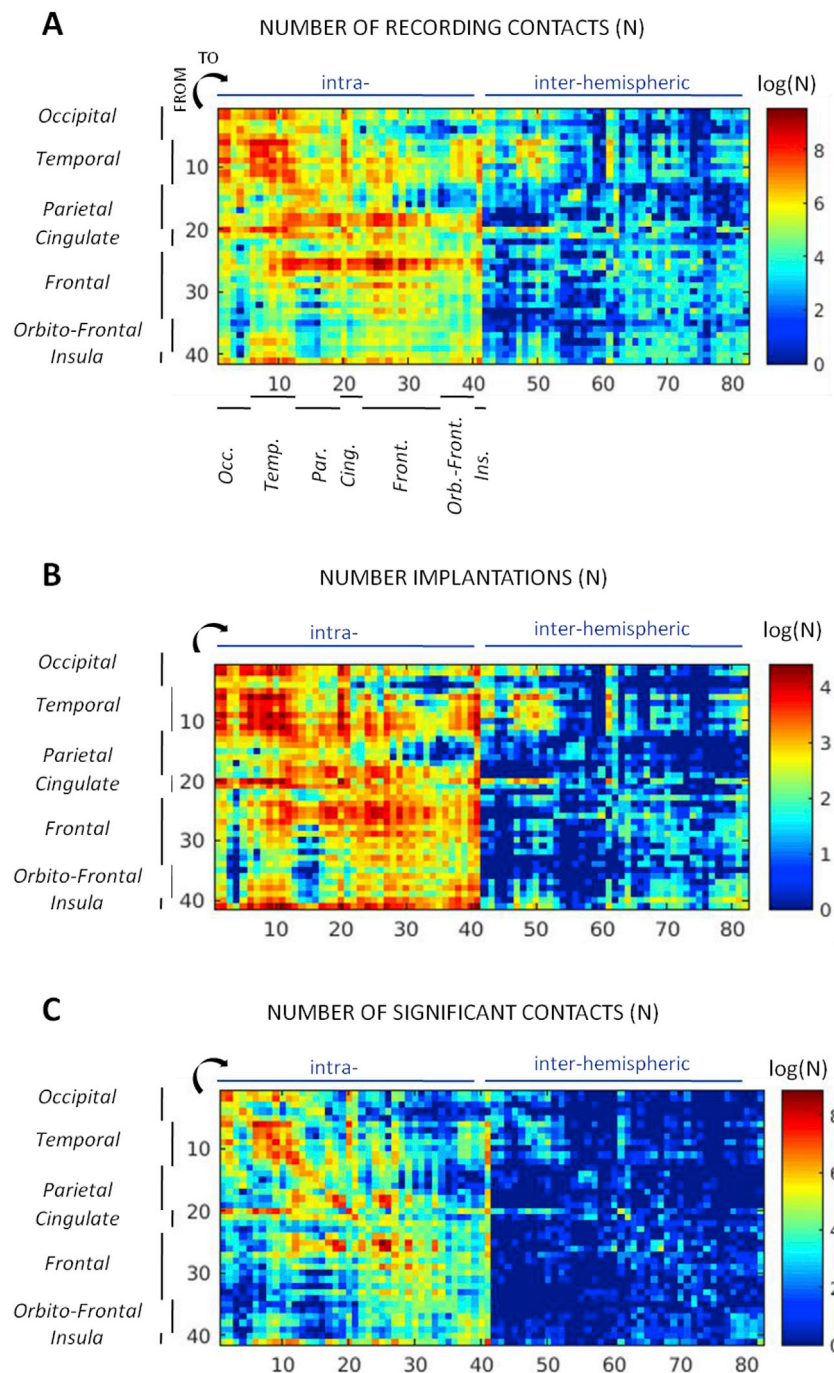 A
NUMBER OF RECORDING CONTACTS (N)
FROM
TO
intra-
inter-hemispheric
log(N)
Occipital
Temporal
Parietal
Cingulate
Frontal
Orbito-Frontal
Insula
10
20
30
40
10 20 30 40 50 60 70 80
8
6
4
2
0
Occ.
Temp.
Par.
Cing.
Front.
Orb.-Front.
Ins.
B
NUMBER IMPLANTATIONS (N)
intra-
inter-hemispheric
log(N)
Occipital
Temporal
Parietal
Cingulate
Frontal
Orbito-Frontal
Insula
10
20
30
40
10 20 30 40 50 60 70 80
4
3
2
1
0
C
NUMBER OF SIGNIFICANT CONTACTS (N)
intra-
inter-hemispheric
log(N)
Occipital
Temporal
Parietal
Cingulate
Frontal
Orbito-Frontal
Insula
10
20
30
40
10 20 30 40 50 60 70 80
8
6
4
2
0